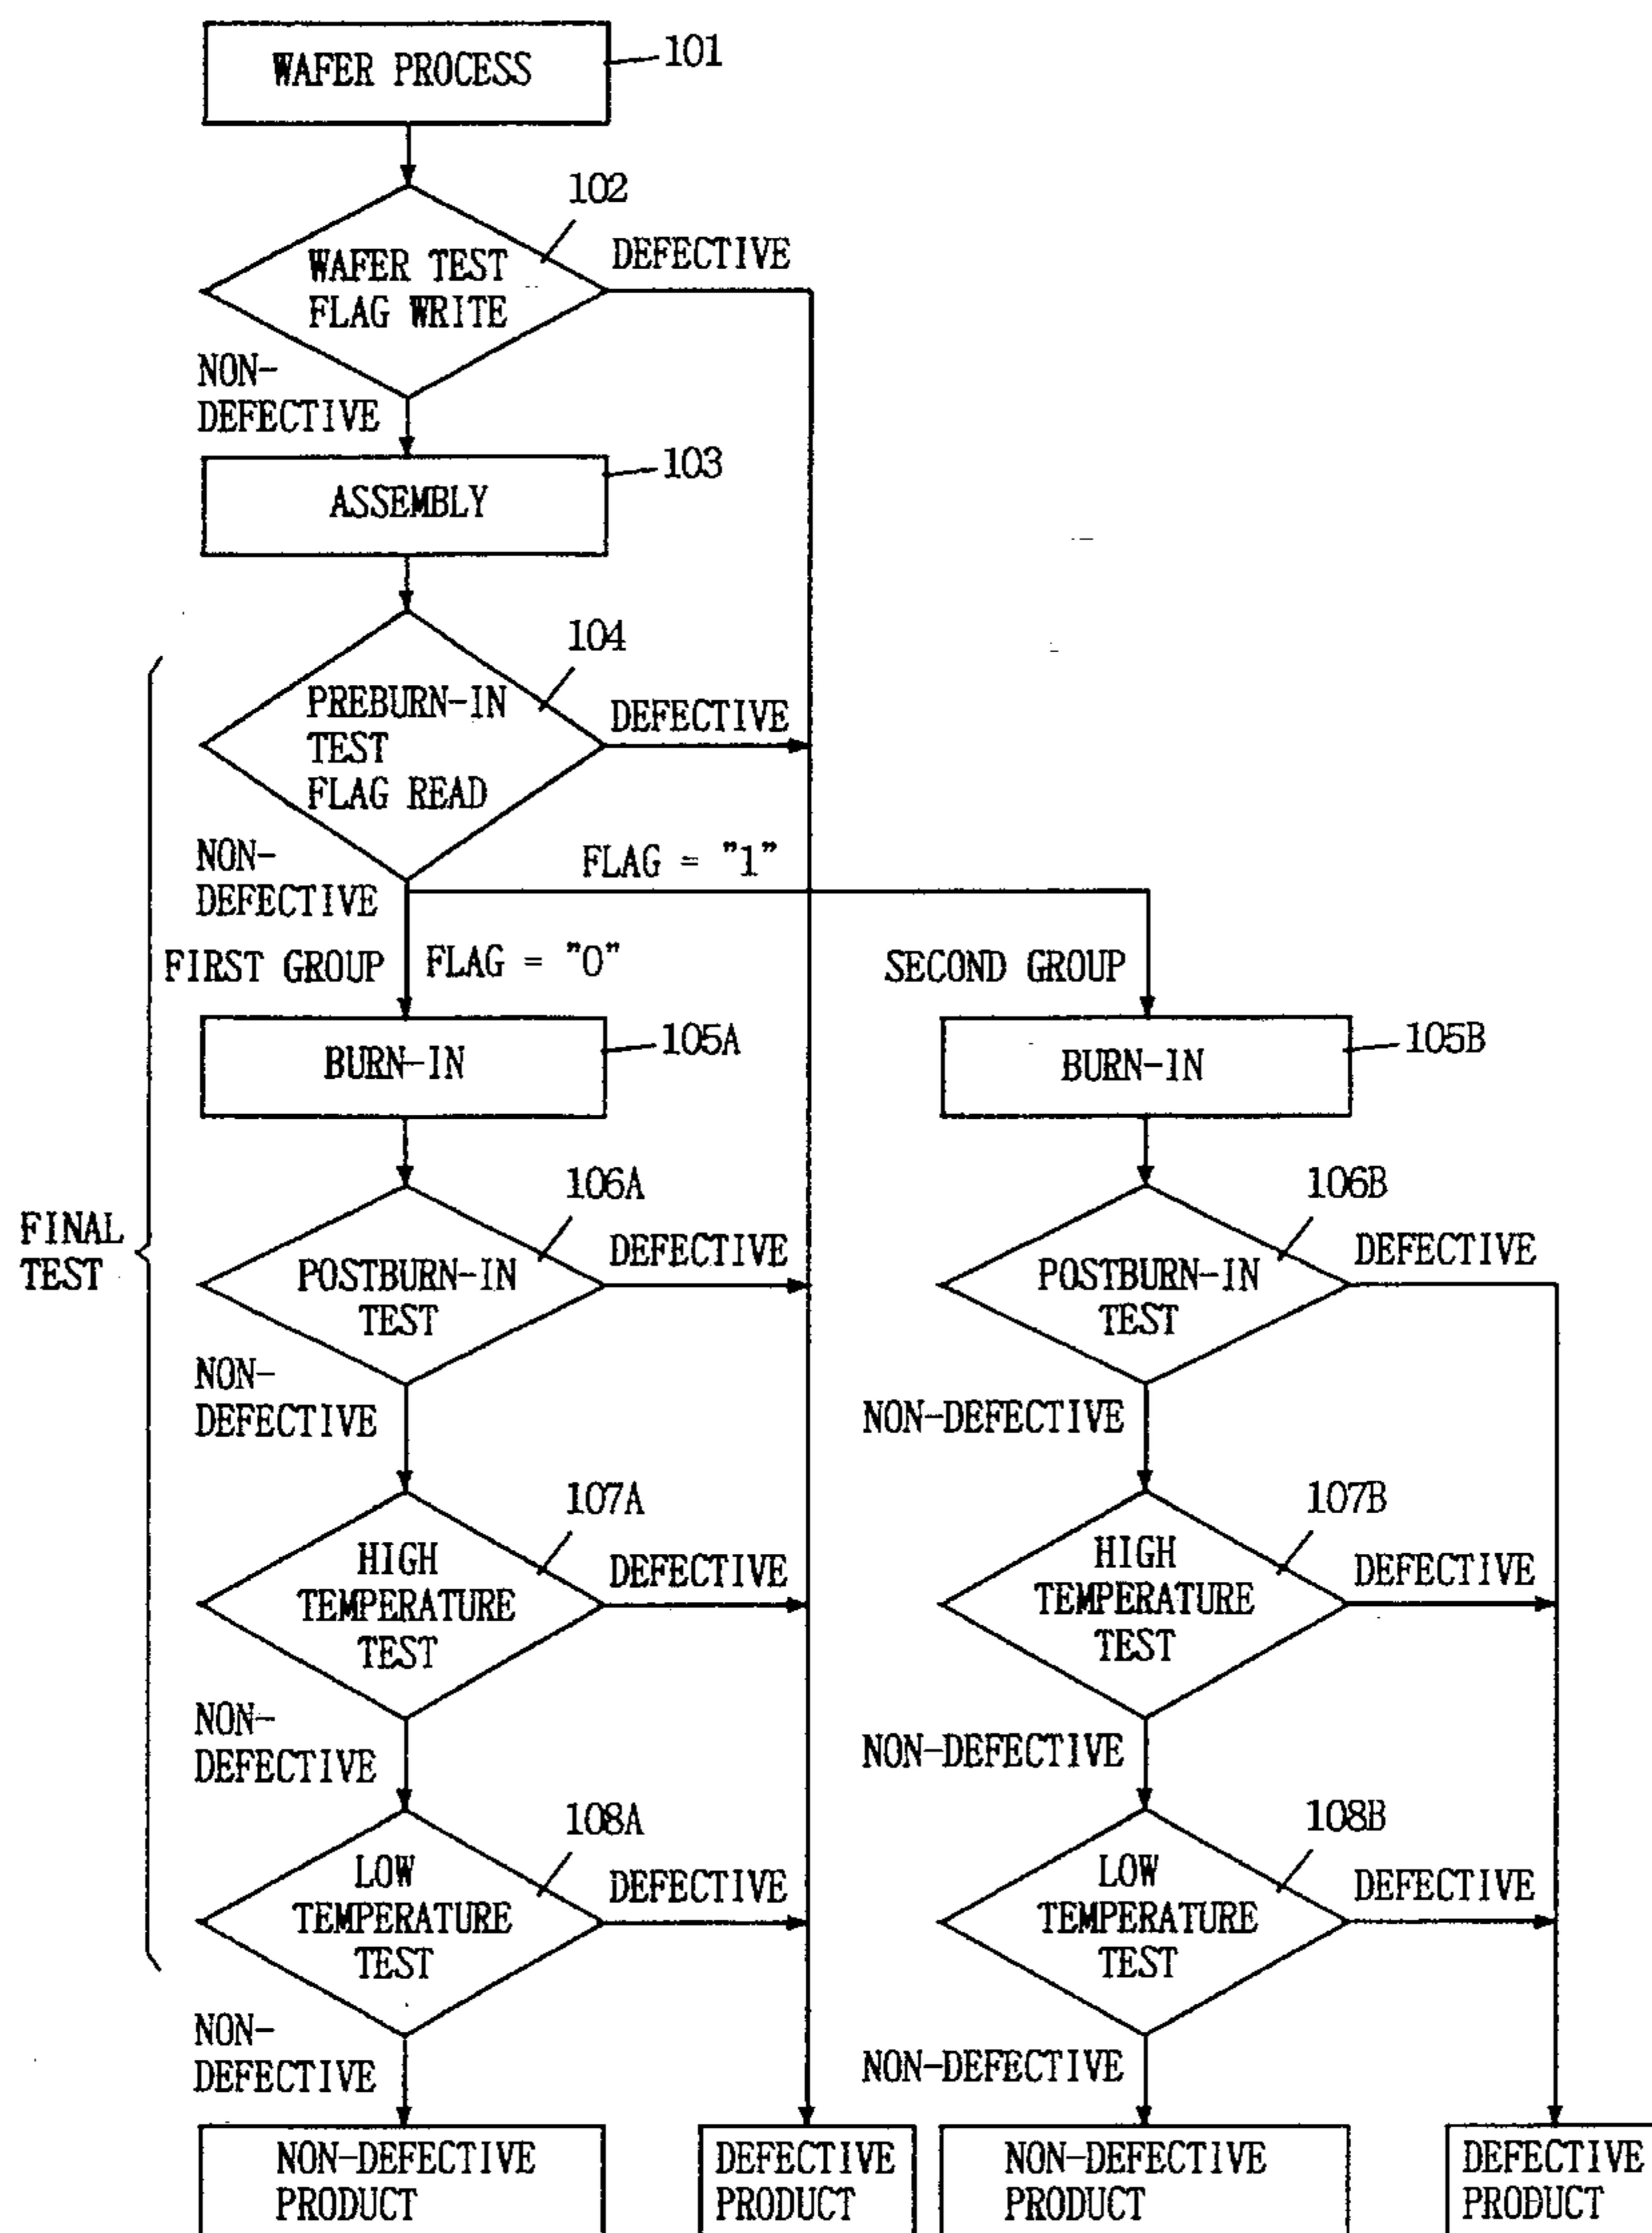 WAFER PROCESS
101
102
WAFER TEST
FLAG WRITE
DEFECTIVE
NON-
DEFECTIVE
103
ASSEMBLY
104
PREBURN-IN
TEST
FLAG READ
DEFECTIVE
NON-
DEFECTIVE
FLAG = "1"
FIRST GROUP
FLAG = "0"
SECOND GROUP
BURN-IN
105A
BURN-IN
105B
FINAL
TEST
106A
POSTBURN-IN
TEST
DEFECTIVE
106B
POSTBURN-IN
TEST
DEFECTIVE
NON-
DEFECTIVE
NON-DEFECTIVE
107A
HIGH
TEMPERATURE
TEST
DEFECTIVE
107B
HIGH
TEMPERATURE
TEST
DEFECTIVE
NON-
DEFECTIVE
NON-DEFECTIVE
108A
LOW
TEMPERATURE
TEST
DEFECTIVE
108B
LOW
TEMPERATURE
TEST
DEFECTIVE
NON-
DEFECTIVE
NON-DEFECTIVE
NON-DEFECTIVE
PRODUCT
DEFECTIVE
PRODUCT
NON-DEFECTIVE
PRODUCT
DEFECTIVE
PRODUCT